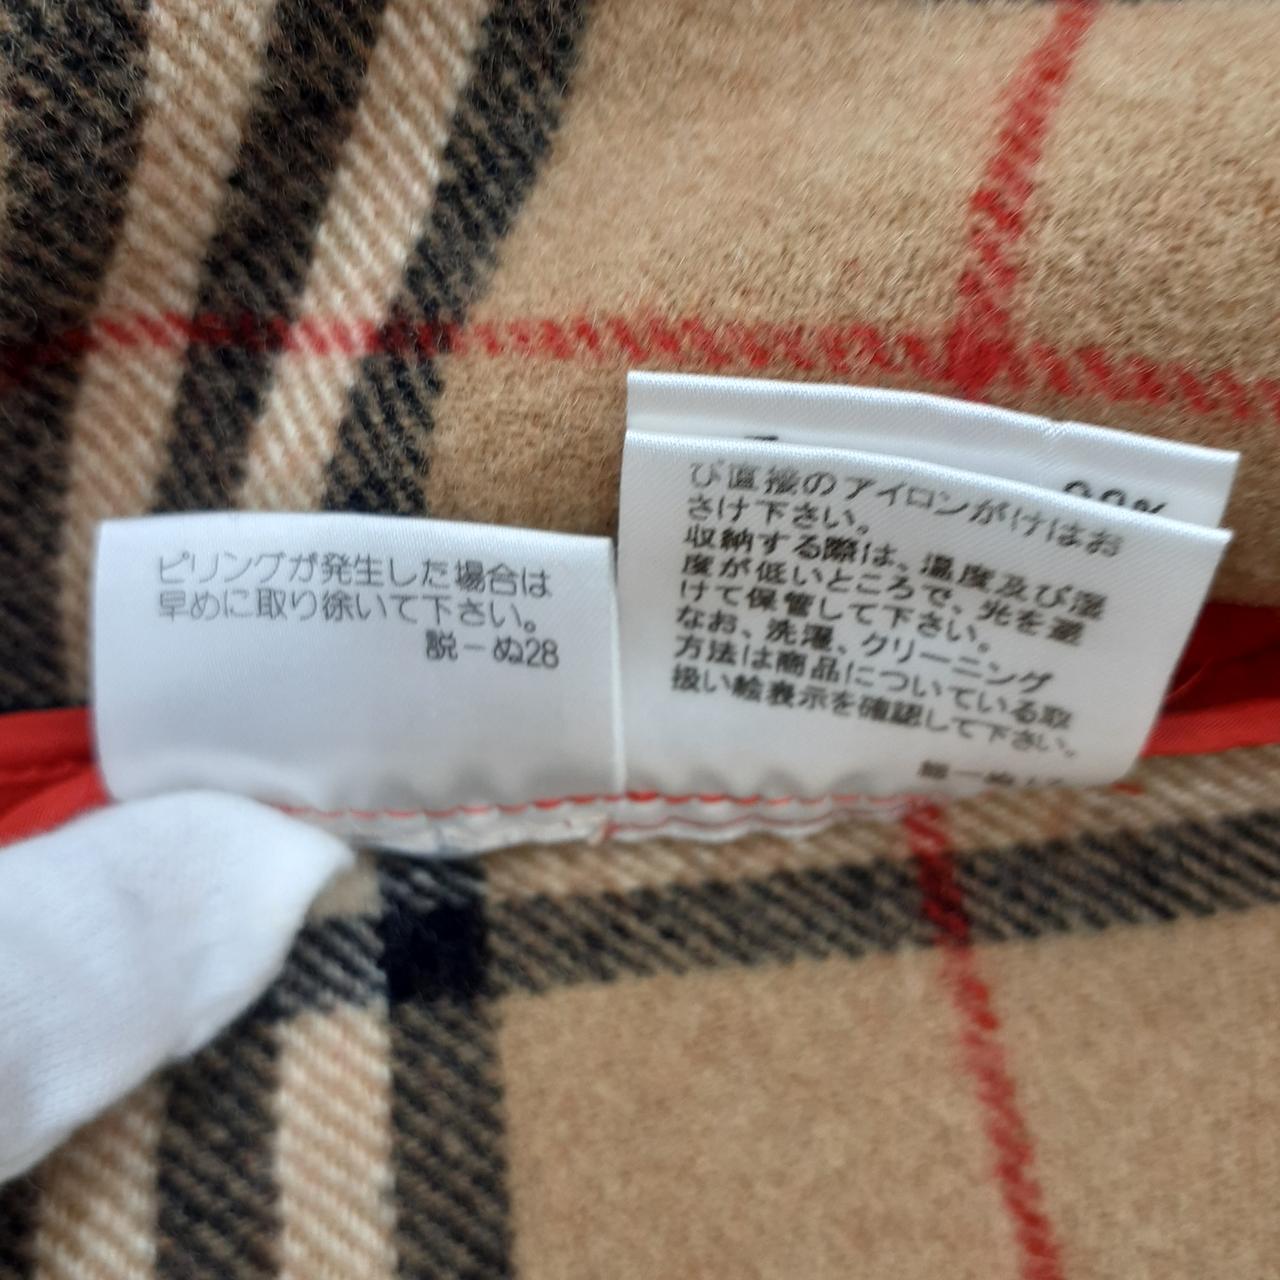 ピリングが発生した場合は
早めに取り除いて下さい。
説-ぬ28
び直接のアイロンがけはお
さけ下さい。
収納する際は、温度及び湿
度が低いところで、光を避
けて保管して下さい。
なお、洗濯、クリーニング
方法は商品についている取
扱い絵表示を確認して下さい。